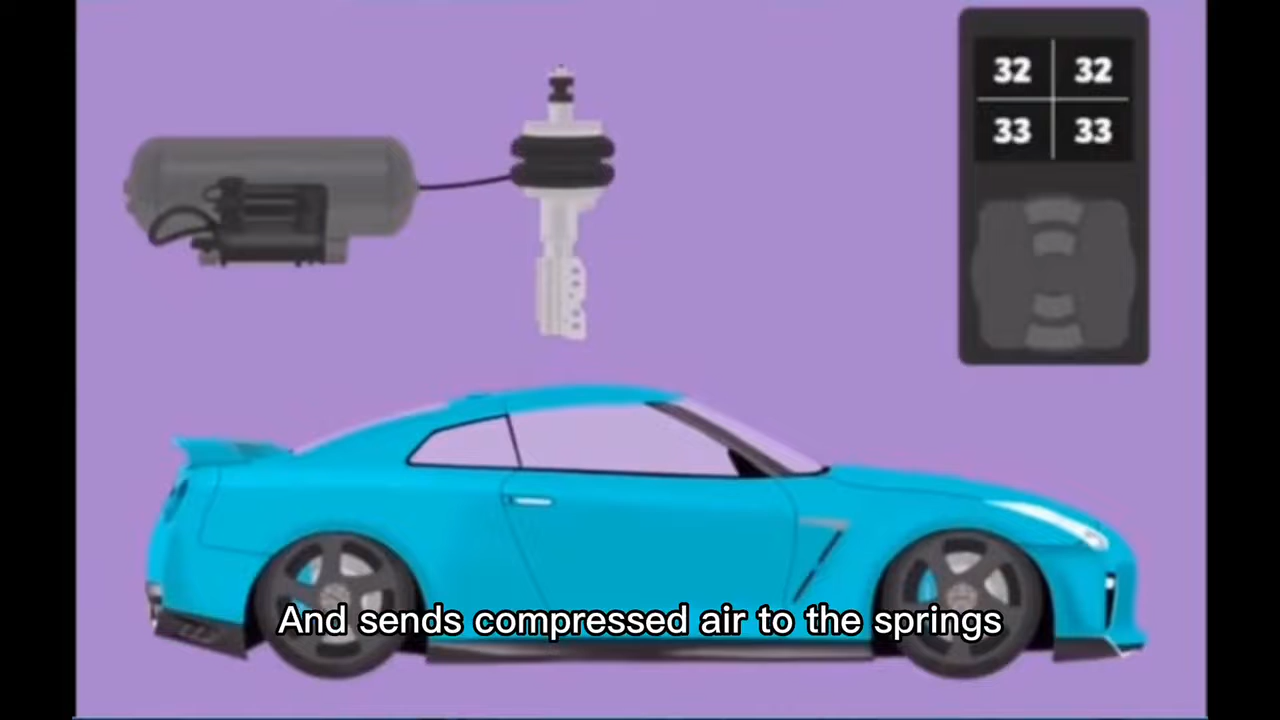 32 32
33 33
And sends compressed air to the springs